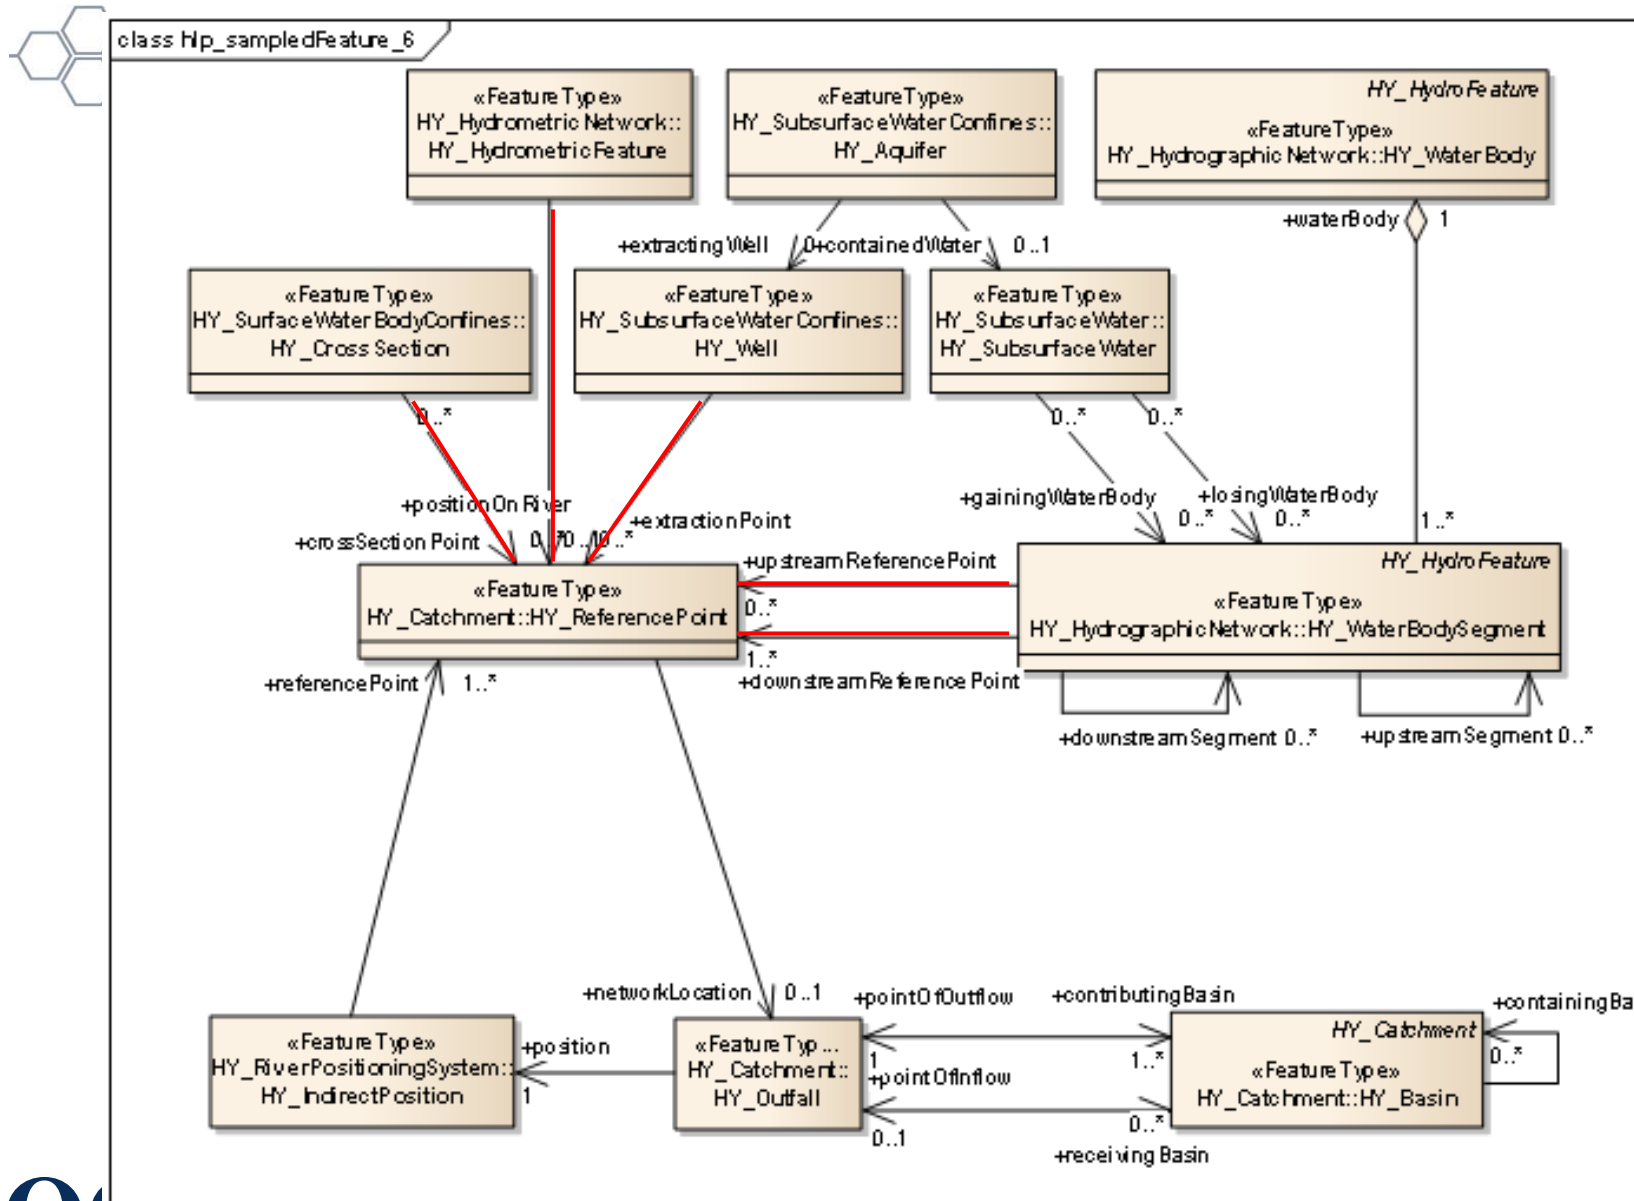 class hlp_sampledFeature_6
«FeatureType»
HY_HydrometricNetwork::
HY_HydrometricFeature
«FeatureType»
HY_SubsurfaceWaterConfines::
HY_Aquifer
HY_HydroFeature
«FeatureType»
HY_HydrographicNetwork::HY_WaterBody
+waterBody 1
+extractingWell
+containedWater 0..1
«FeatureType»
HY_SurfaceWaterBodyConfines::
HY_CrossSection
«FeatureType»
HY_SubsurfaceWaterConfines::
HY_Well
«FeatureType»
HY_SubsurfaceWater::
HY_SubsurfaceWater
0..*
0..* 0..*
+positionOnRiver
+extractionPoint
+crossSectionPoint
0..*
+gainingWaterBody
0..*
+losingWaterBody
0..*
1..*
«FeatureType»
HY_Catchment::HY_ReferencePoint
+upstreamReferencePoint
0..*
1..*
+downstreamReferencePoint
HY_HydroFeature
«FeatureType»
HY_HydrographicNetwork::HY_WaterBodySegment
+referencePoint 1..*
+downstreamSegment 0..*
+upstreamSegment 0..*
+networkLocation 0..1
+pointOfOutflow
+contributingBasin
+containingBa
«FeatureType»
HY_RiverPositioningSystem::
HY_IndirectPosition
+position
1
«FeatureTyp...
HY_Catchment::
HY_Outfall
1
1..*
+pointOfInflow
0..1
0..*
+receivingBasin
HY_Catchment
«FeatureType»
HY_Catchment::HY_Basin
0..*